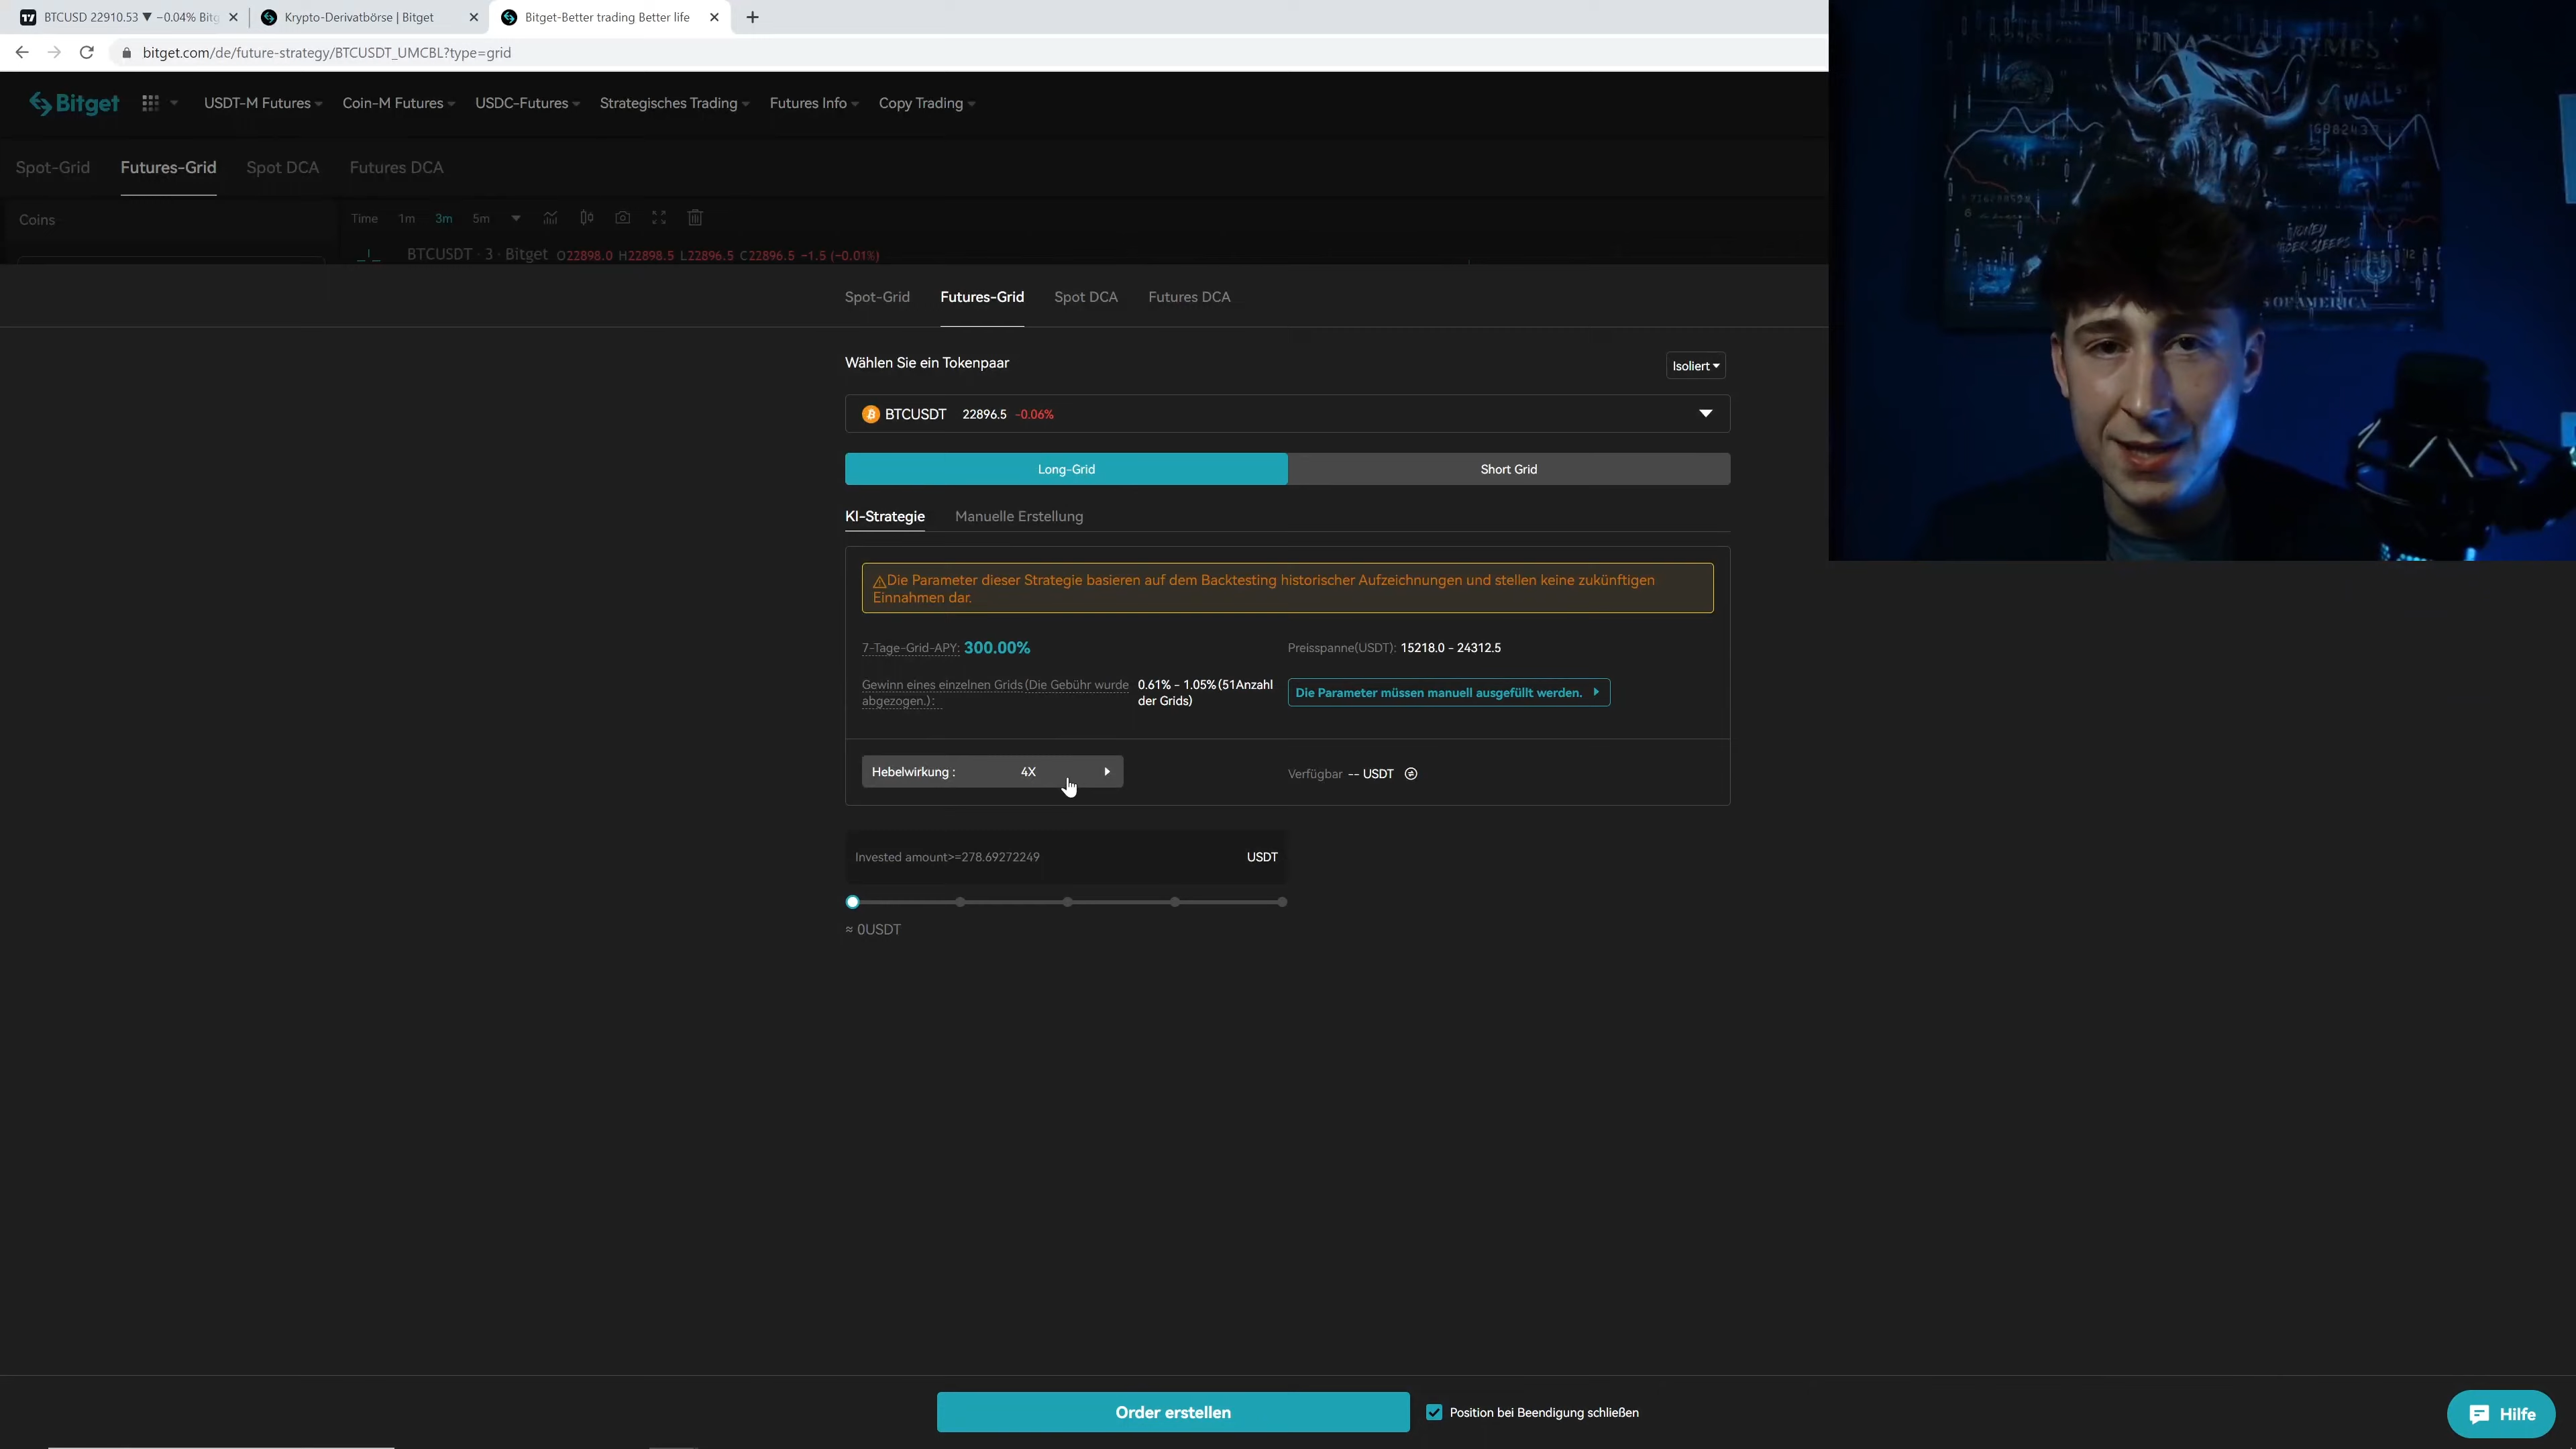 BTCUSD 22910.53 ▼ −0.04% Bitg
Krypto-Derivatbörse | Bitget
Bitget-Better trading Better life
bitget.com/de/future-strategy/BTCUSDT_UMCBL?type=grid
Bitget
USDT-M Futures
Coin-M Futures
USDC-Futures
Strategisches Trading
Futures Info
Copy Trading
Spot-Grid
Futures-Grid
Spot DCA
Futures DCA
Coins
Time 1m 3m 5m
BTCUSDT · 3 · Bitget O22898.0 H22898.5 L22896.5 C22896.5 −1.5 (−0.01%)
Spot-Grid
Futures-Grid
Spot DCA
Futures DCA
Wählen Sie ein Tokenpaar
Isoliert
BTCUSDT 22896.5 -0.06%
Long-Grid
Short Grid
KI-Strategie
Manuelle Erstellung
Die Parameter dieser Strategie basieren auf dem Backtesting historischer Aufzeichnungen und stellen keine zukünftigen
Einnahmen dar.
7-Tage-Grid-APY: 300.00%
Preisspanne(USDT): 15218.0 - 24312.5
Gewinn eines einzelnen Grids(Die Gebühr wurde
abgezogen.):
0.61% - 1.05%(51Anzahl
der Grids)
Die Parameter müssen manuell ausgefüllt werden.
Hebelwirkung : 4X
Verfügbar -- USDT
Invested amount>=278.69272249 USDT
≈ 0USDT
Order erstellen
Position bei Beendigung schließen
Hilfe
FINANCIAL TIMES
WALL
OF AMERICA